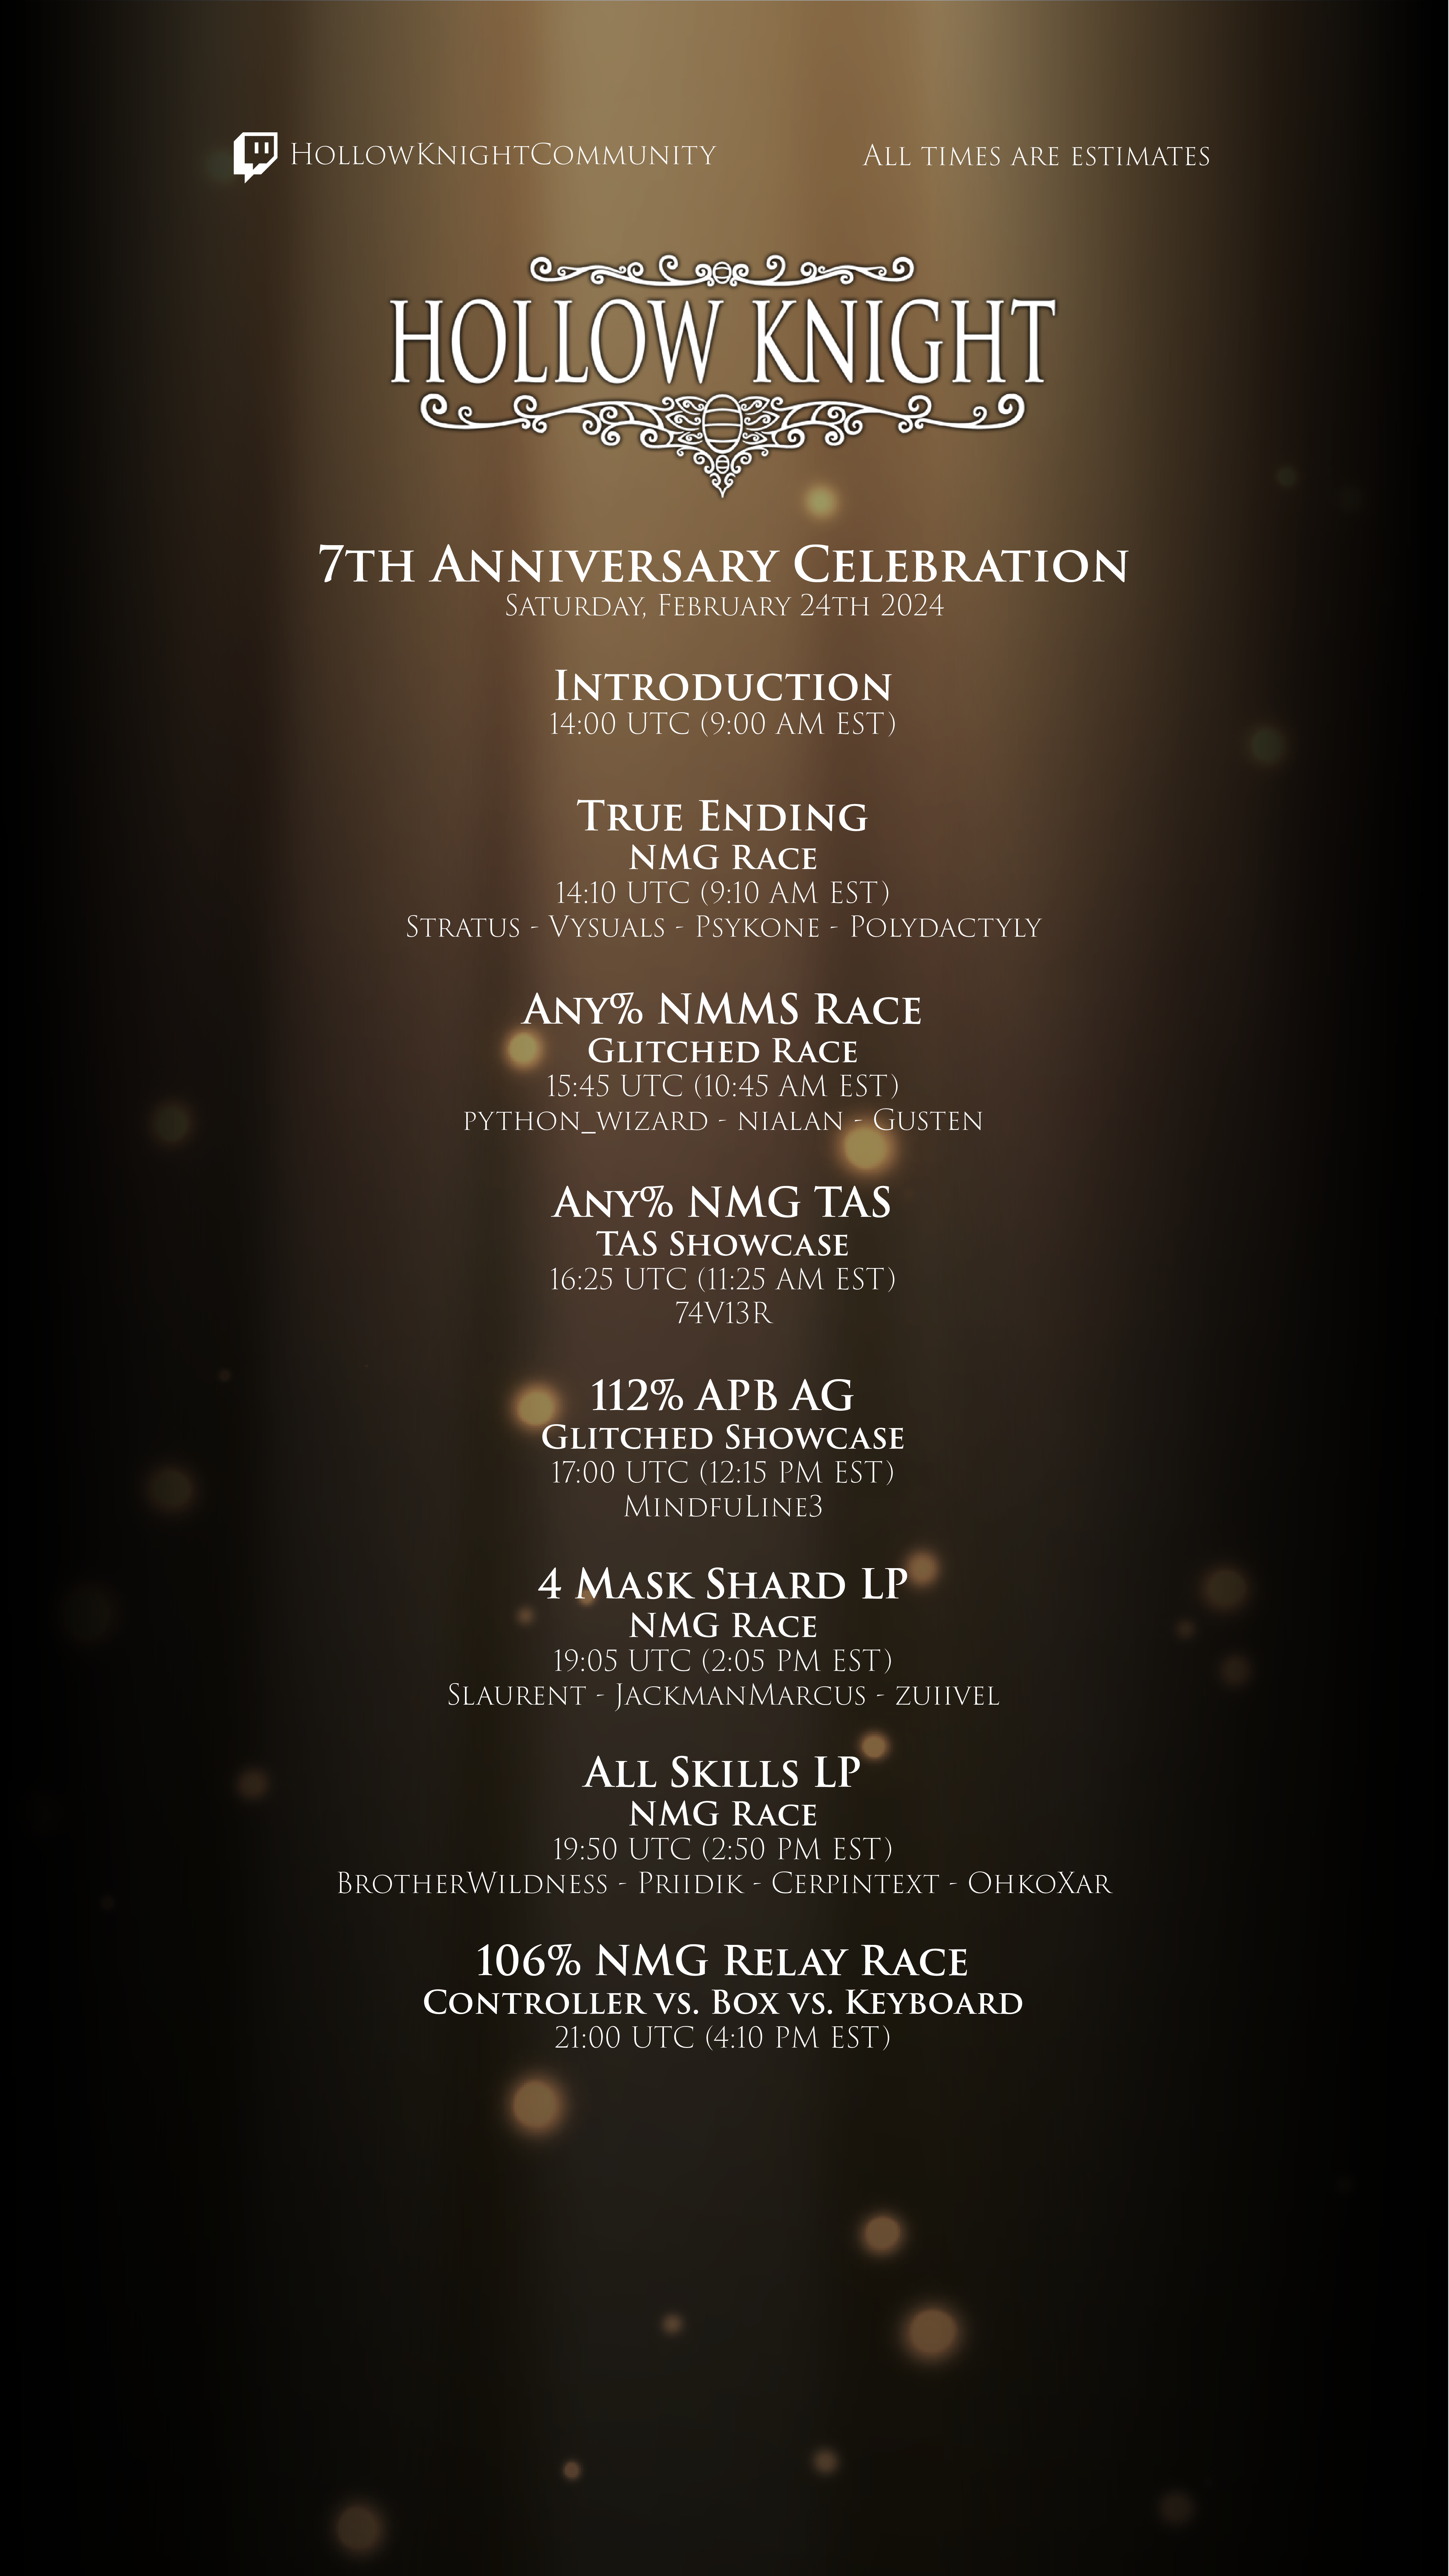 HollowKnightCommunity
All times are estimates
HOLLOW KNIGHT
7th Anniversary Celebration
Saturday, February 24th 2024
Introduction
14:00 UTC (9:00 AM EST)
True Ending
NMG Race
14:10 UTC (9:10 AM EST)
Stratus - Vysuals - Psykone - Polydactyly
Any% NMMS Race
Glitched Race
15:45 UTC (10:45 AM EST)
python_wizard - nialan - Gusten
Any% NMG TAS
TAS Showcase
16:25 UTC (11:25 AM EST)
74V13R
112% APB AG
Glitched Showcase
17:00 UTC (12:15 PM EST)
MindfuLine3
4 Mask Shard LP
NMG Race
19:05 UTC (2:05 PM EST)
Slaurent - JackmanMarcus - zuiivel
All Skills LP
NMG Race
19:50 UTC (2:50 PM EST)
BrotherWildness - Priidik - Cerpintext - OhkoXar
106% NMG Relay Race
Controller vs. Box vs. Keyboard
21:00 UTC (4:10 PM EST)